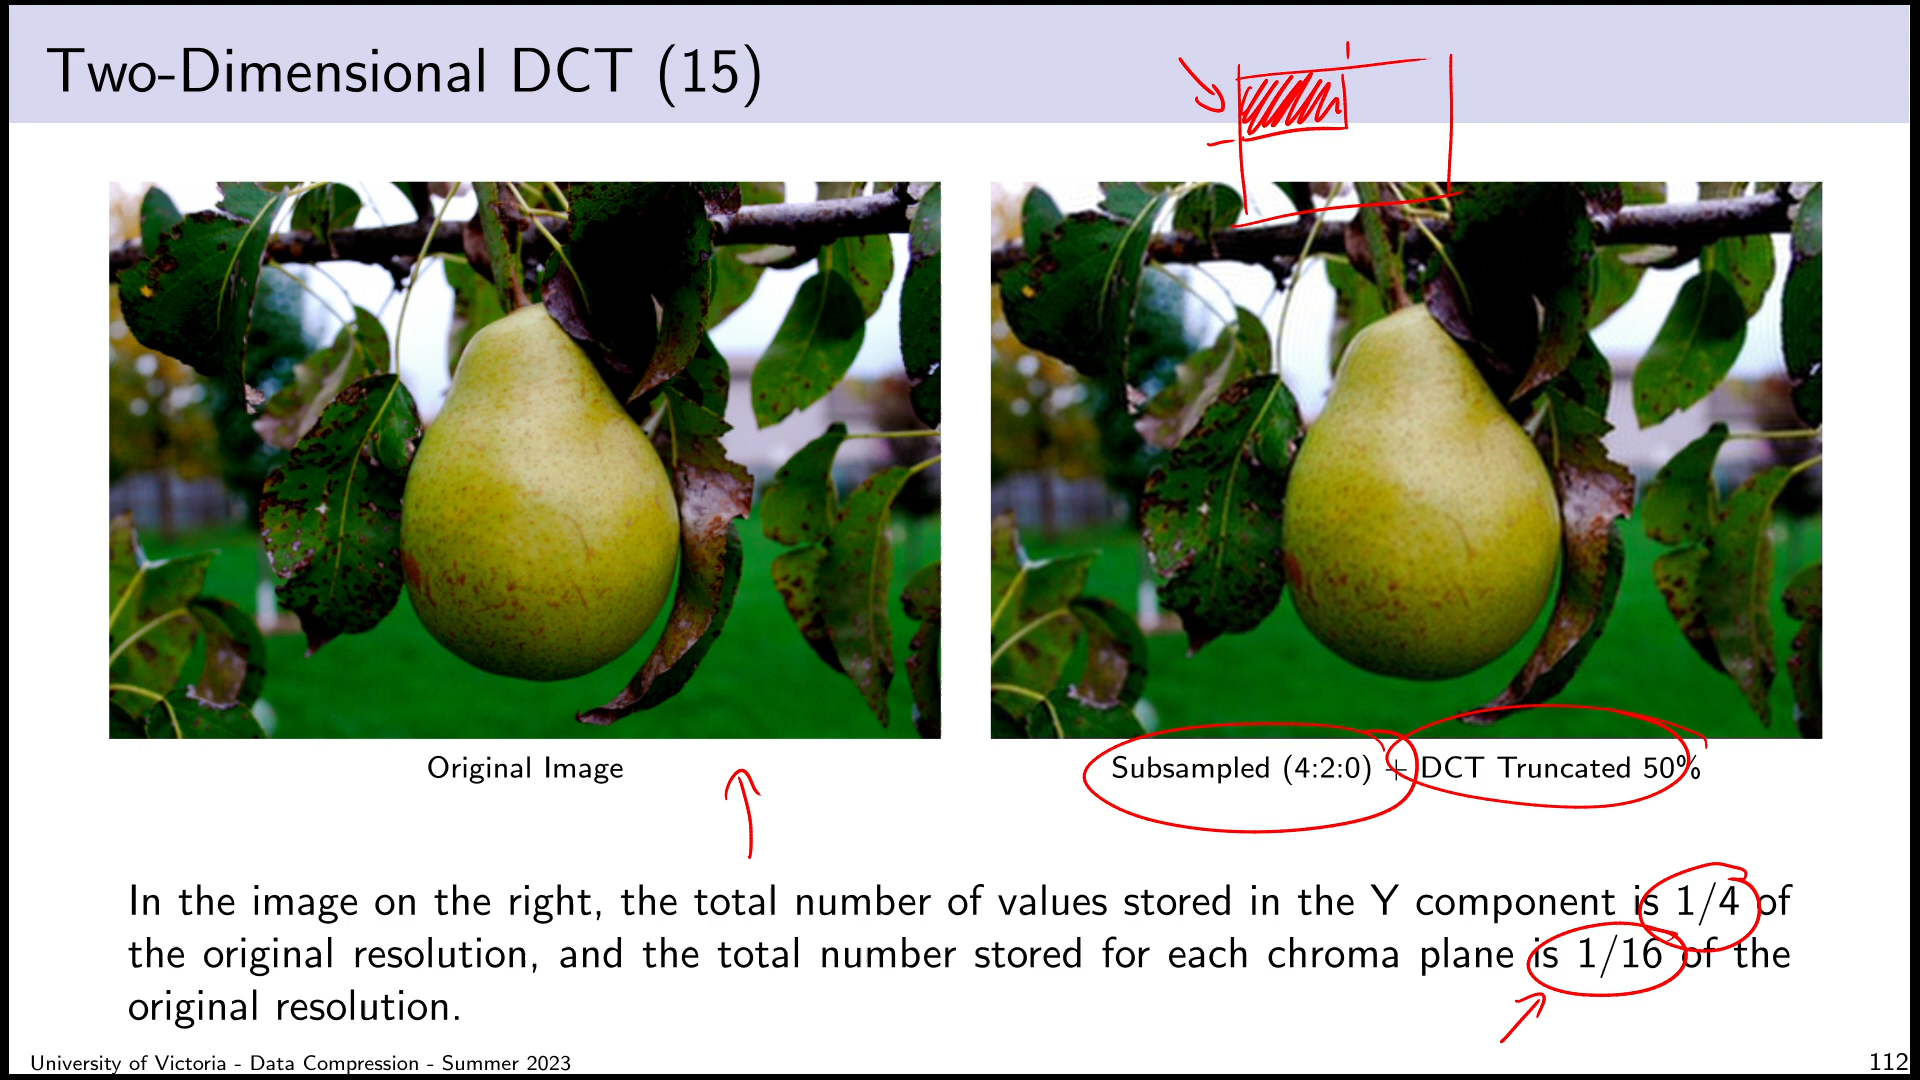 Two-Dimensional DCT (15)
Original Image
Subsampled (4:2:0) + DCT Truncated 50%
In the image on the right, the total number of values stored in the Y component is 1/4 of
the original resolution, and the total number stored for each chroma plane is 1/16 of the
original resolution.
University of Victoria - Data Compression - Summer 2023
112